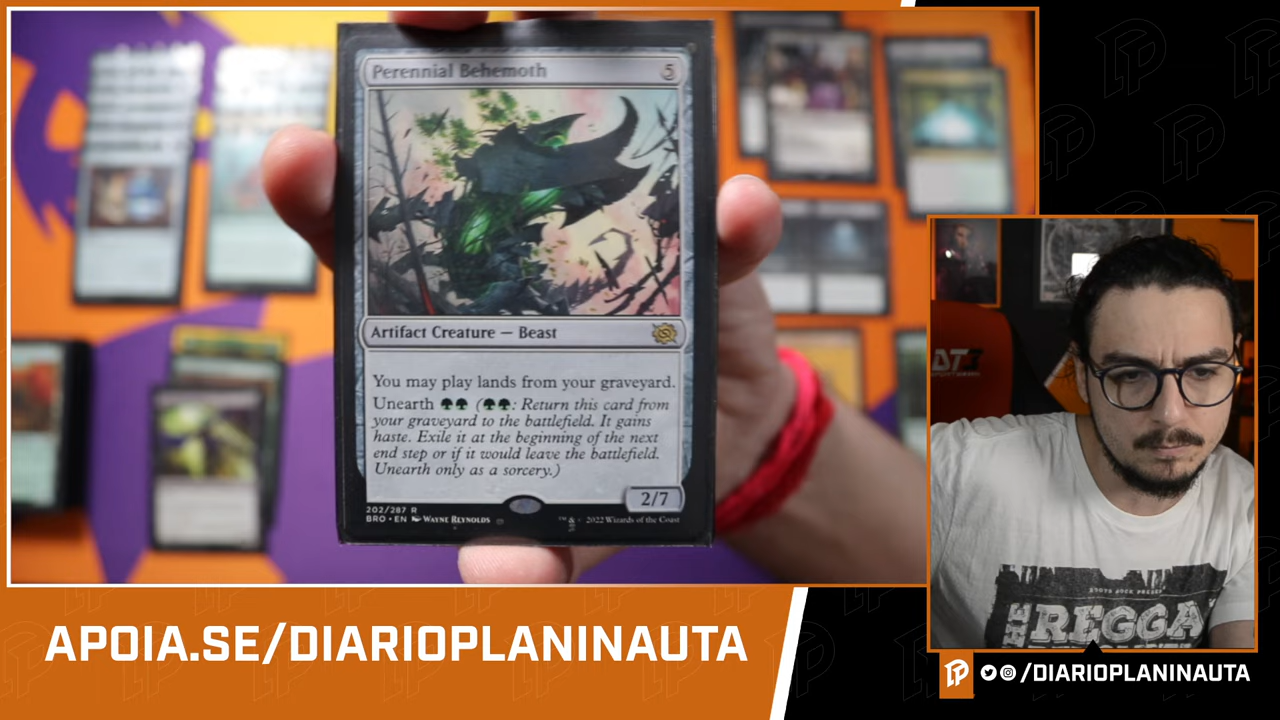 Perennial Behemoth 5
Artifact Creature — Beast
You may play lands from your graveyard.
Unearth (: Return this card from
your graveyard to the battlefield. It gains
haste. Exile it at the beginning of the next
end step or if it would leave the battlefield.
Unearth only as a sorcery.)
2/7
202/287 R
BRO • EN WAYNE REYNOLDS
™ & © 2022 Wizards of the Coast
DT3
REGGA
APOIA.SE/DIARIOPLANINAUTA
/DIARIOPLANINAUTA